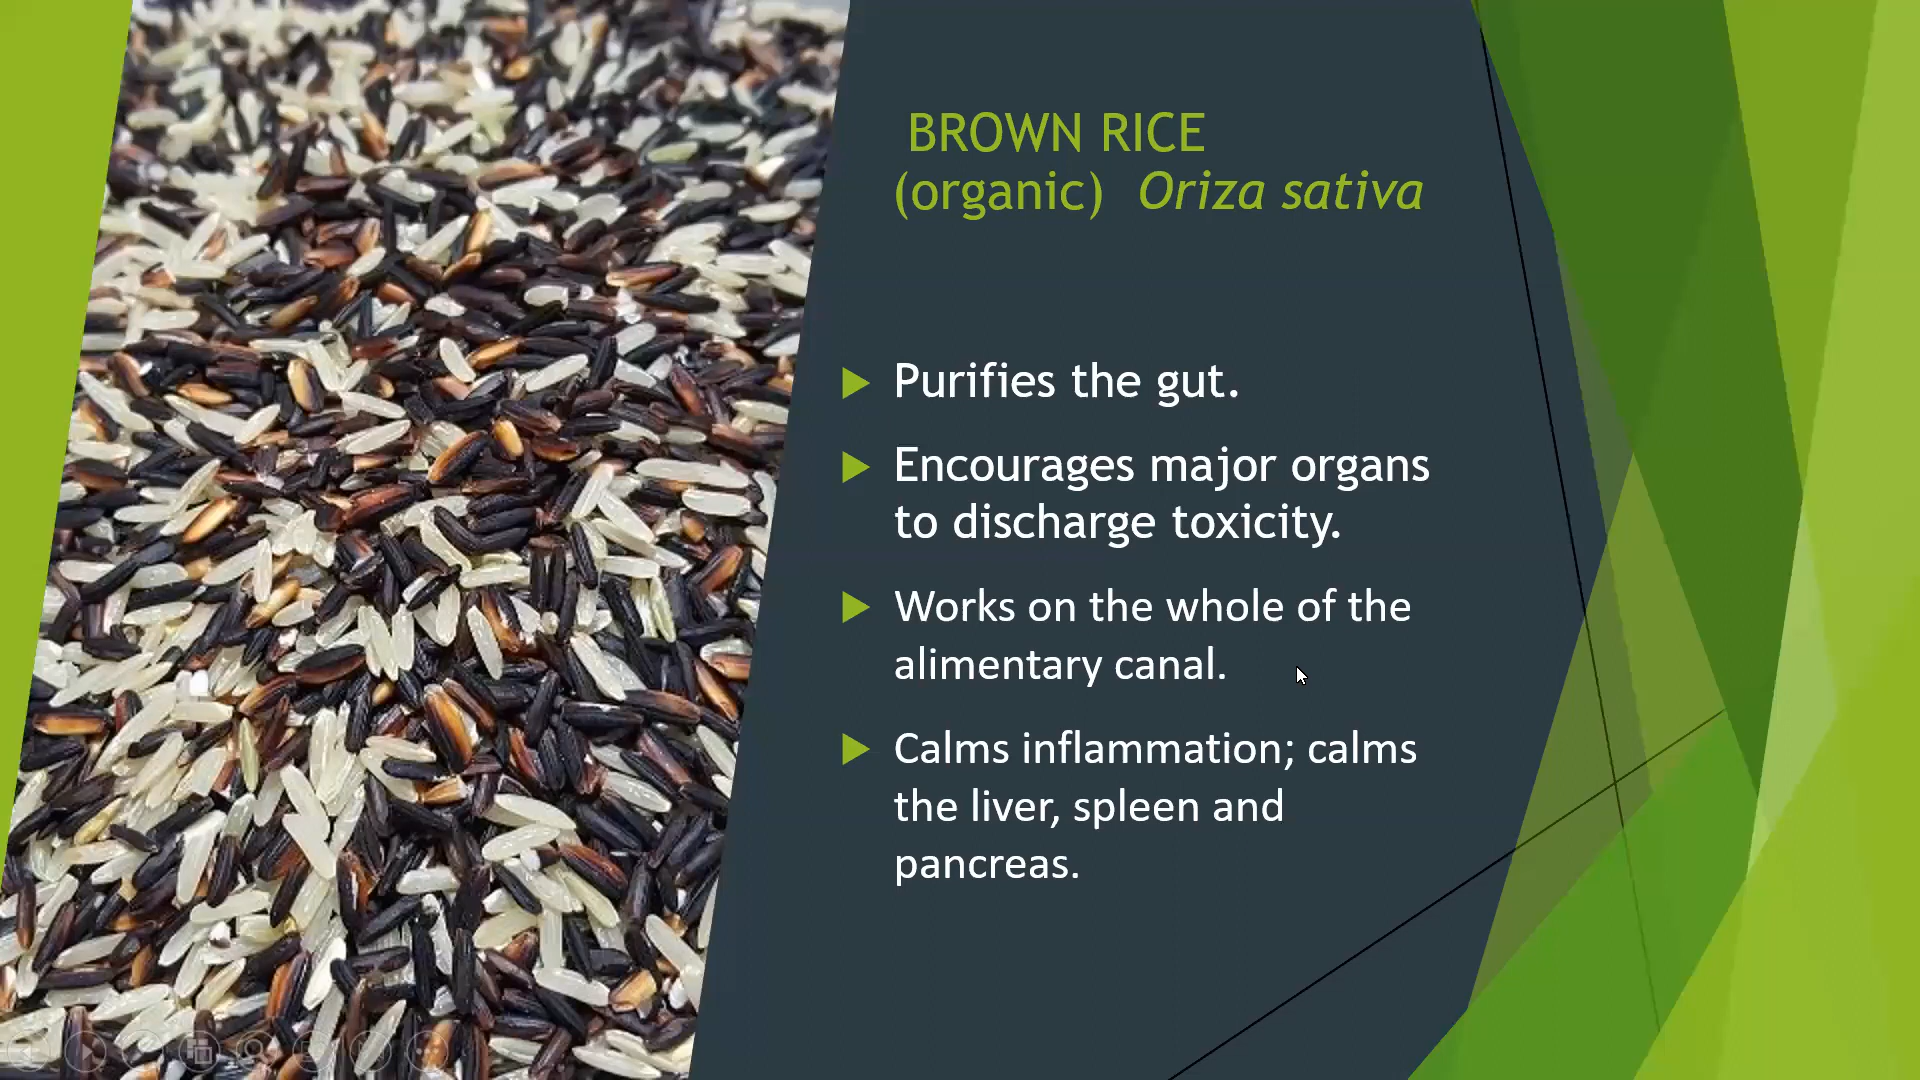 BROWN RICE
(organic) Oriza sativa
Purifies the gut.
Encourages major organs
to discharge toxicity.
Works on the whole of the
alimentary canal.
Calms inflammation; calms
the liver, spleen and
pancreas.